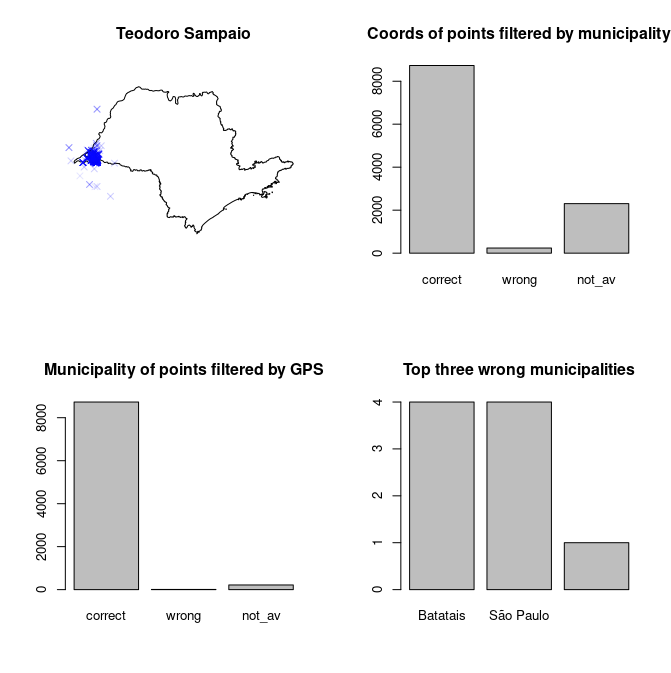 Teodoro Sampaio
Coords of points filtered by municipality
8000
6000
4000
2000
0
correct wrong not_av
Municipality of points filtered by GPS
8000
6000
4000
2000
0
correct wrong not_av
Top three wrong municipalities
4
3
2
1
0
Batatais São Paulo